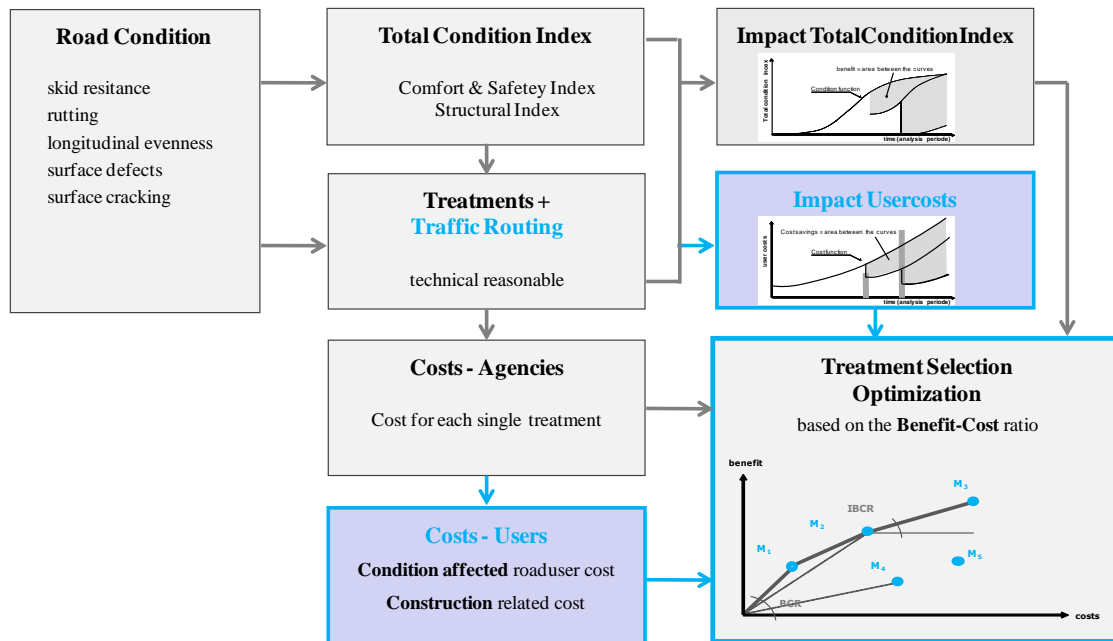 Road Condition
skid resitance
rutting
longitudinal evenness
surface defects
surface cracking
Total Condition Index
Comfort & Safetey Index
Structural Index
Treatments +
Traffic Routing
technical reasonable
Costs - Agencies
Cost for each single treatment
Costs - Users
Condition affected roaduser cost
Construction related cost
Impact TotalConditionIndex
Total condition index
benefit = area between the curves
Condition function
time (analysis periode)
Impact Usercosts
user costs
Costsavings = area between the curves
Cost function
time (analysis periode)
Treatment Selection
Optimization
based on the Benefit-Cost ratio
benefit
M3
IBCR
M2
M1
M5
M4
BCR
costs